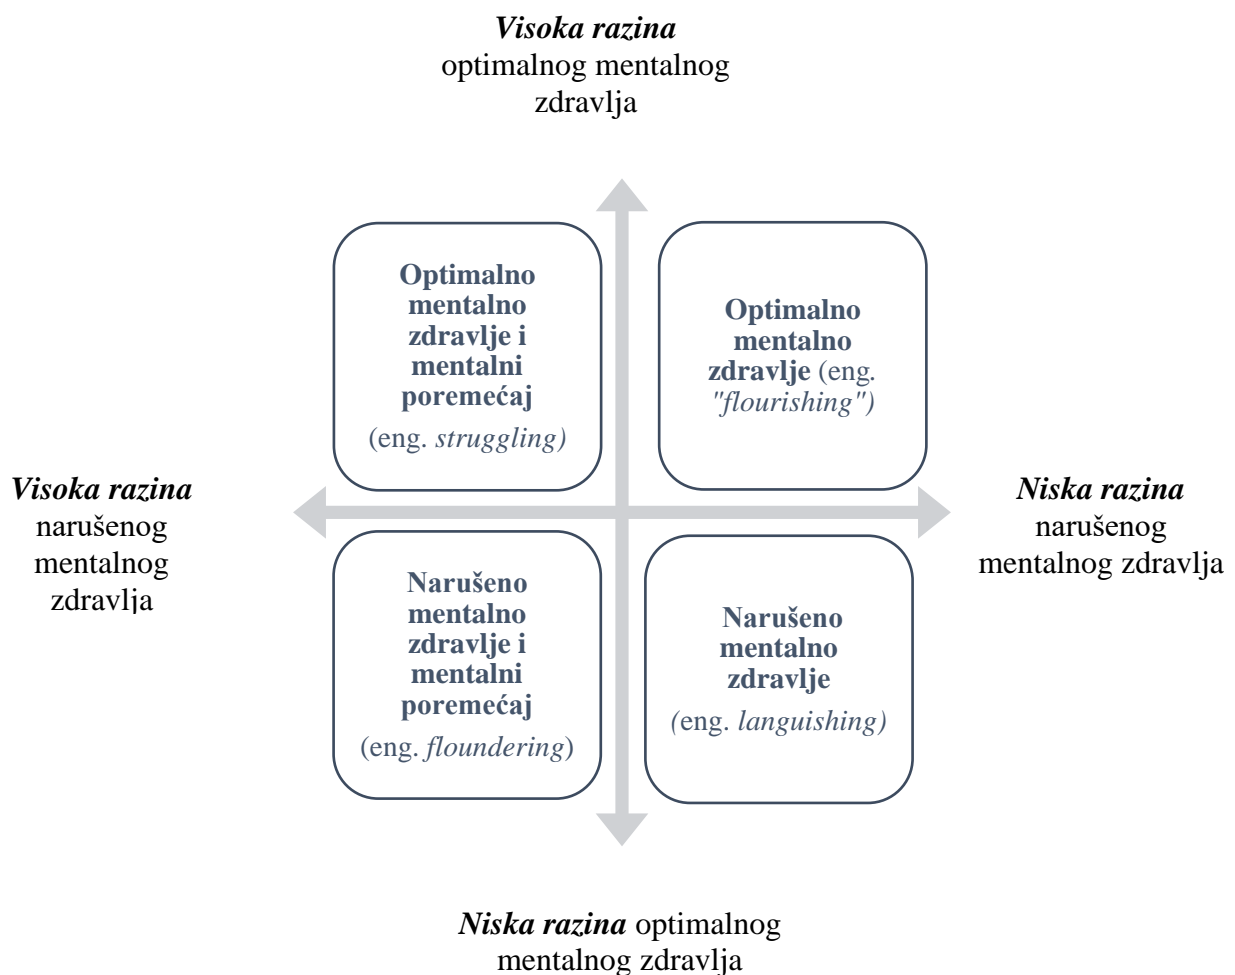 Visoka razina
optimalnog mentalnog
zdravlja
Optimalno
mentalno
zdravlje i
mentalni
poremećaj
(eng. struggling)
Optimalno
mentalno
zdravlje (eng.
"flourishing")
Visoka razina
narušenog
mentalnog
zdravlja
Niska razina
narušenog
mentalnog zdravlja
Narušeno
mentalno
zdravlje i
mentalni
poremećaj
(eng. floundering)
Narušeno
mentalno
zdravlje
(eng. languishing)
Niska razina optimalnog
mentalnog zdravlja